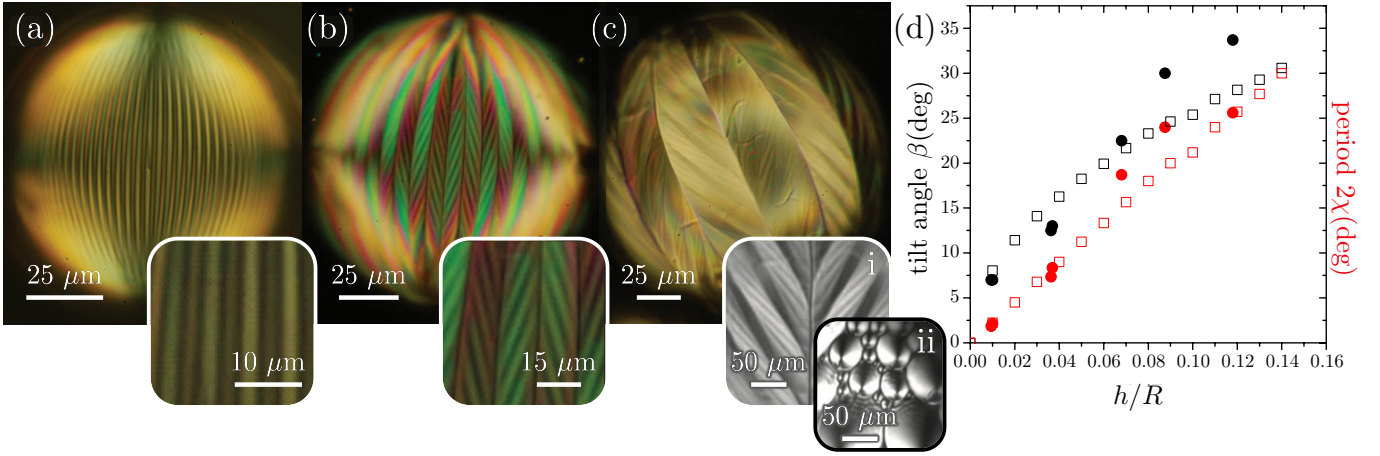 (a)
25 μm
10 μm
(b)
25 μm
15 μm
(c)
25 μm
i
50 μm
ii
50 μm
(d)
tilt angle β(deg)
35
30
25
20
15
10
5
0
0.00 0.02 0.04 0.06 0.08 0.10 0.12 0.14 0.16
h/R
period 2χ(deg)